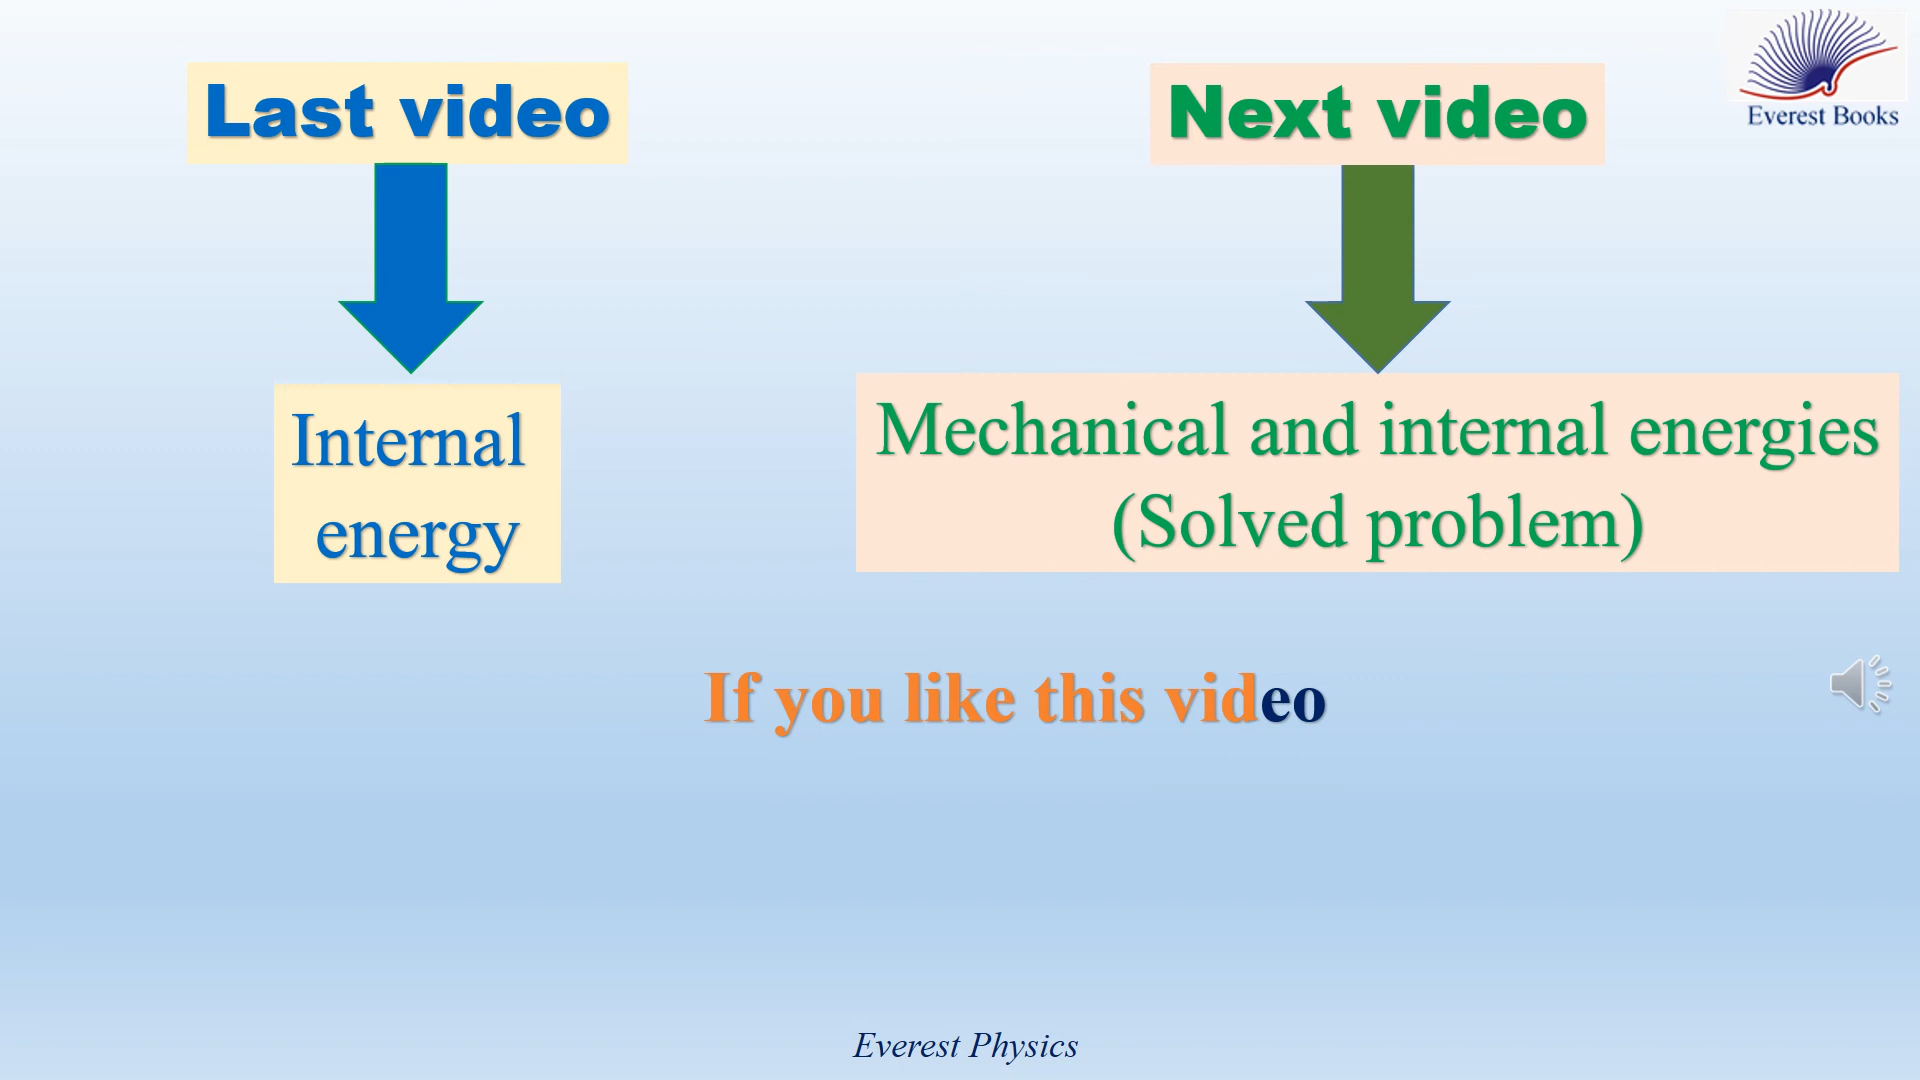 Last video
Next video
Everest Books
Internal
energy
Mechanical and internal energies
(Solved problem)
If you like this video
Everest Physics